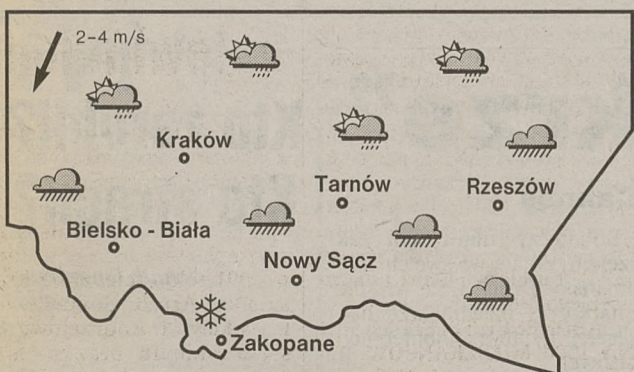 2–4 m/s
Kraków
Tarnów
Rzeszów
Bielsko - Biała
Nowy Sącz
Zakopane